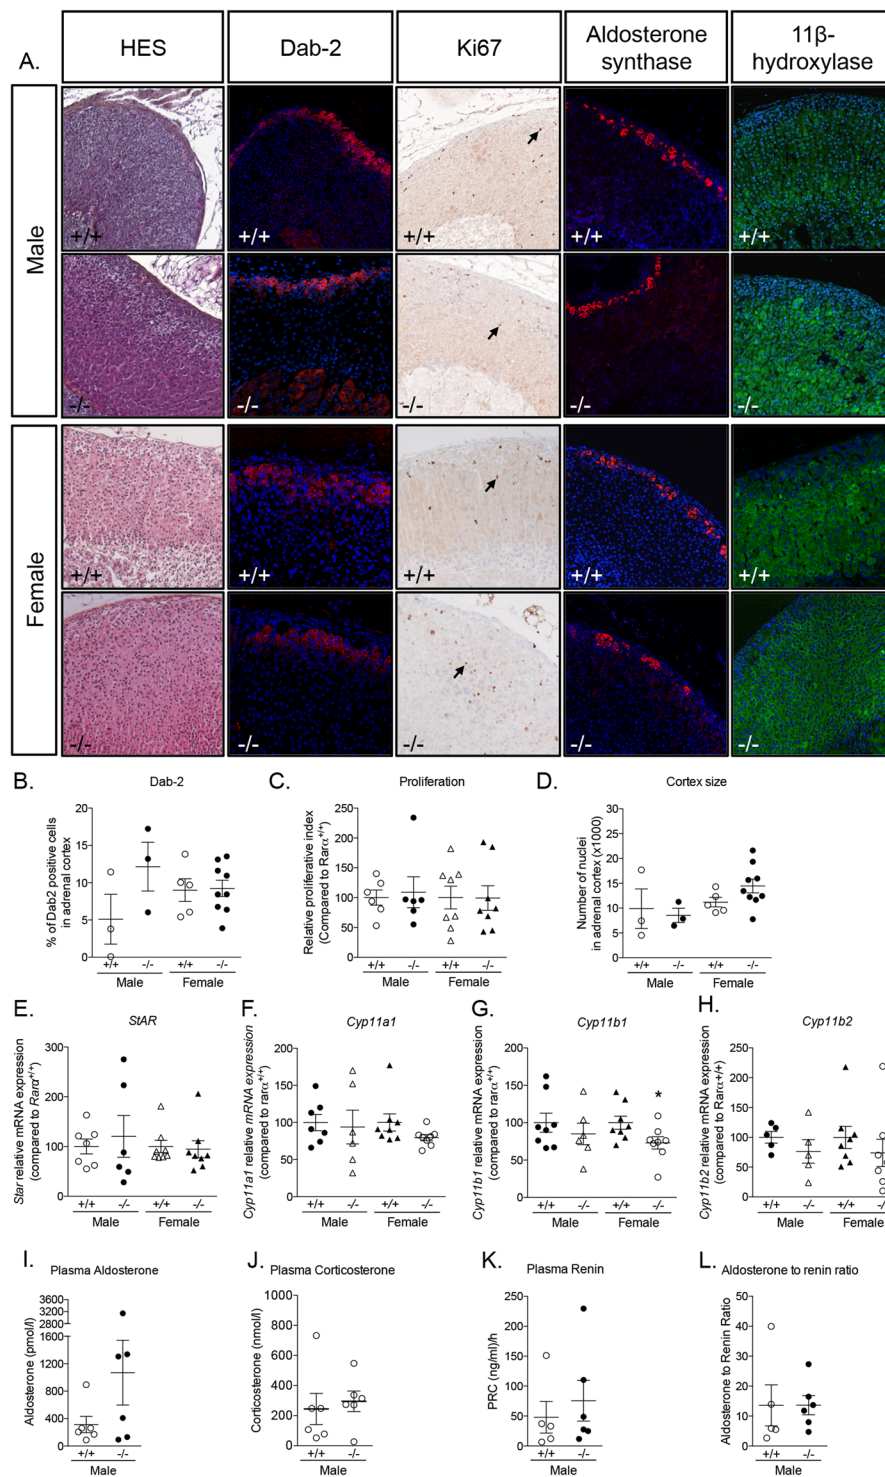 A.
HES
Dab-2
Ki67
Aldosterone
synthase
11β-
hydroxylase
Male
+/+
+/+
+/+
+/+
+/+
-/-
-/-
-/-
-/-
-/-
Female
+/+
+/+
+/+
+/+
+/+
-/-
-/-
-/-
-/-
-/-
B.
Dab-2
% of Dab2 positive cells
in adrenal cortex
20
15
10
5
0
+/+
-/-
+/+
-/-
Male
Female
C.
Proliferation
Relative proliferative index
(Compared to Rarα+/+)
250
200
150
100
50
0
+/+
-/-
+/+
-/-
Male
Female
D.
Cortex size
Number of nuclei
in adrenal cortex (x1000)
30
25
20
15
10
5
0
+/+
-/-
+/+
-/-
Male
Female
E.
StAR
Star relative mRNA expression
(compared to Rarα+/+)
300
200
100
0
+/+
-/-
+/+
-/-
Male
Female
F.
Cyp11a1
Cyp11a1 relative mRNA expression
(compared to rarα+/+)
200
150
100
50
0
+/+
-/-
+/+
-/-
Male
Female
G.
Cyp11b1
Cyp11b1 relative mRNA expression
(compared to rarα+/+)
200
150
100
50
0
*
+/+
-/-
+/+
-/-
Male
Female
H.
Cyp11b2
Cyp11b2 relative mRNA expression
(compared to Rarα+/+)
250
200
150
100
50
0
+/+
-/-
+/+
-/-
Male
Female
I.
Plasma Aldosterone
Aldosterone (pmol/l)
3600
3200
2800
1600
1200
800
400
0
+/+
-/-
Male
J.
Plasma Corticosterone
Corticosterone (nmol/l)
1000
800
600
400
200
0
+/+
-/-
Male
K.
Plasma Renin
PRC (ng/ml)/h
250
200
150
100
50
0
+/+
-/-
Male
L.
Aldosterone to renin ratio
Aldosterone to Renin Ratio
50
40
30
20
10
0
+/+
-/-
Male